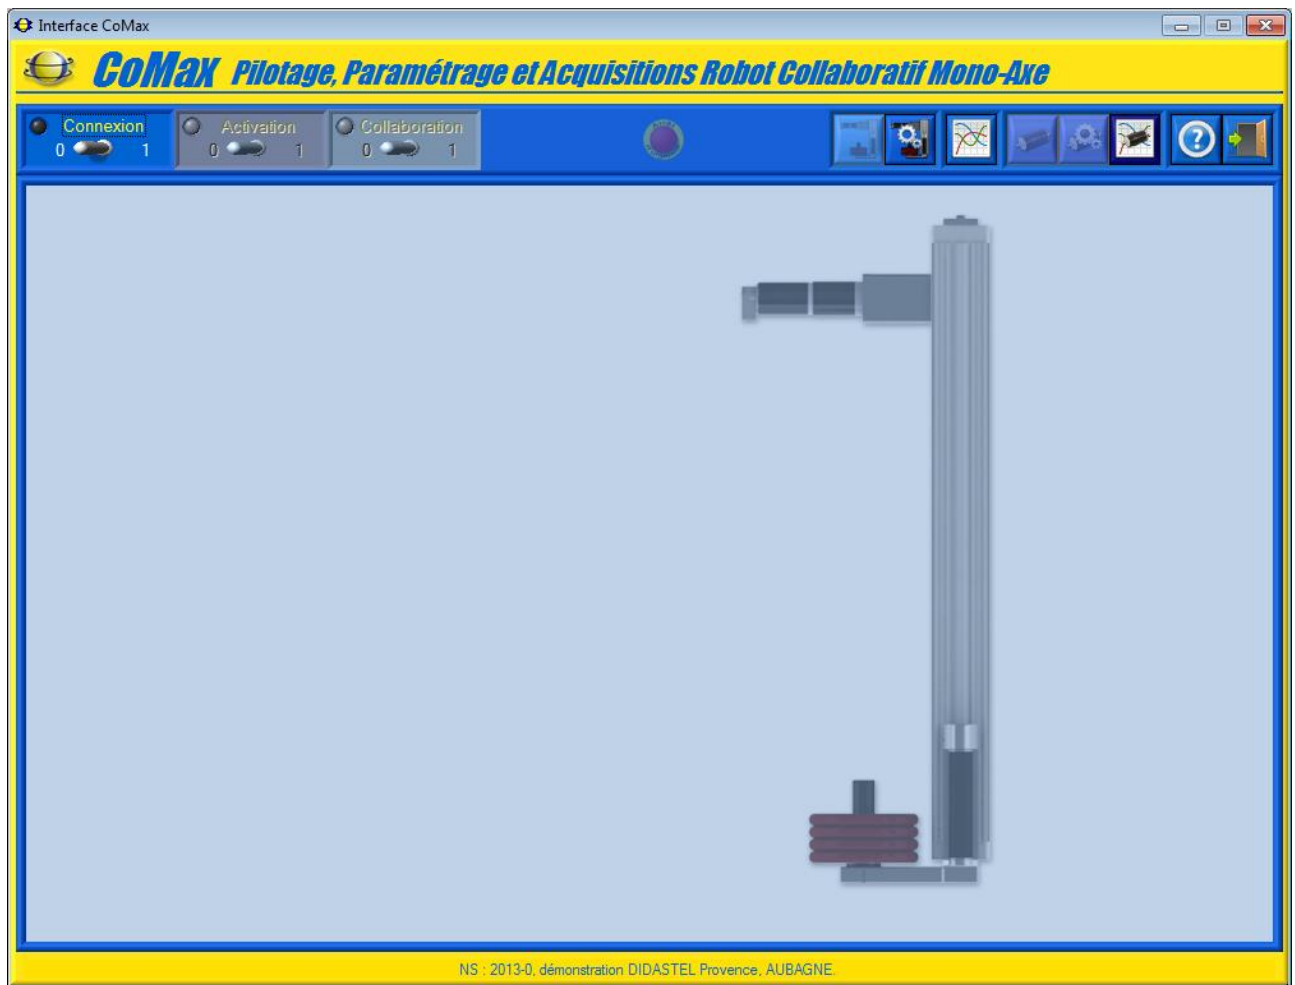 Interface CoMax
CoMax Pilotage, Paramétrage et Acquisitions Robot Collaboratif Mono-Axe
Connexion
0 1
Activation
0 1
Collaboration
0 1
?
NS : 2013-0, démonstration DIDASTEL Provence, AUBAGNE.